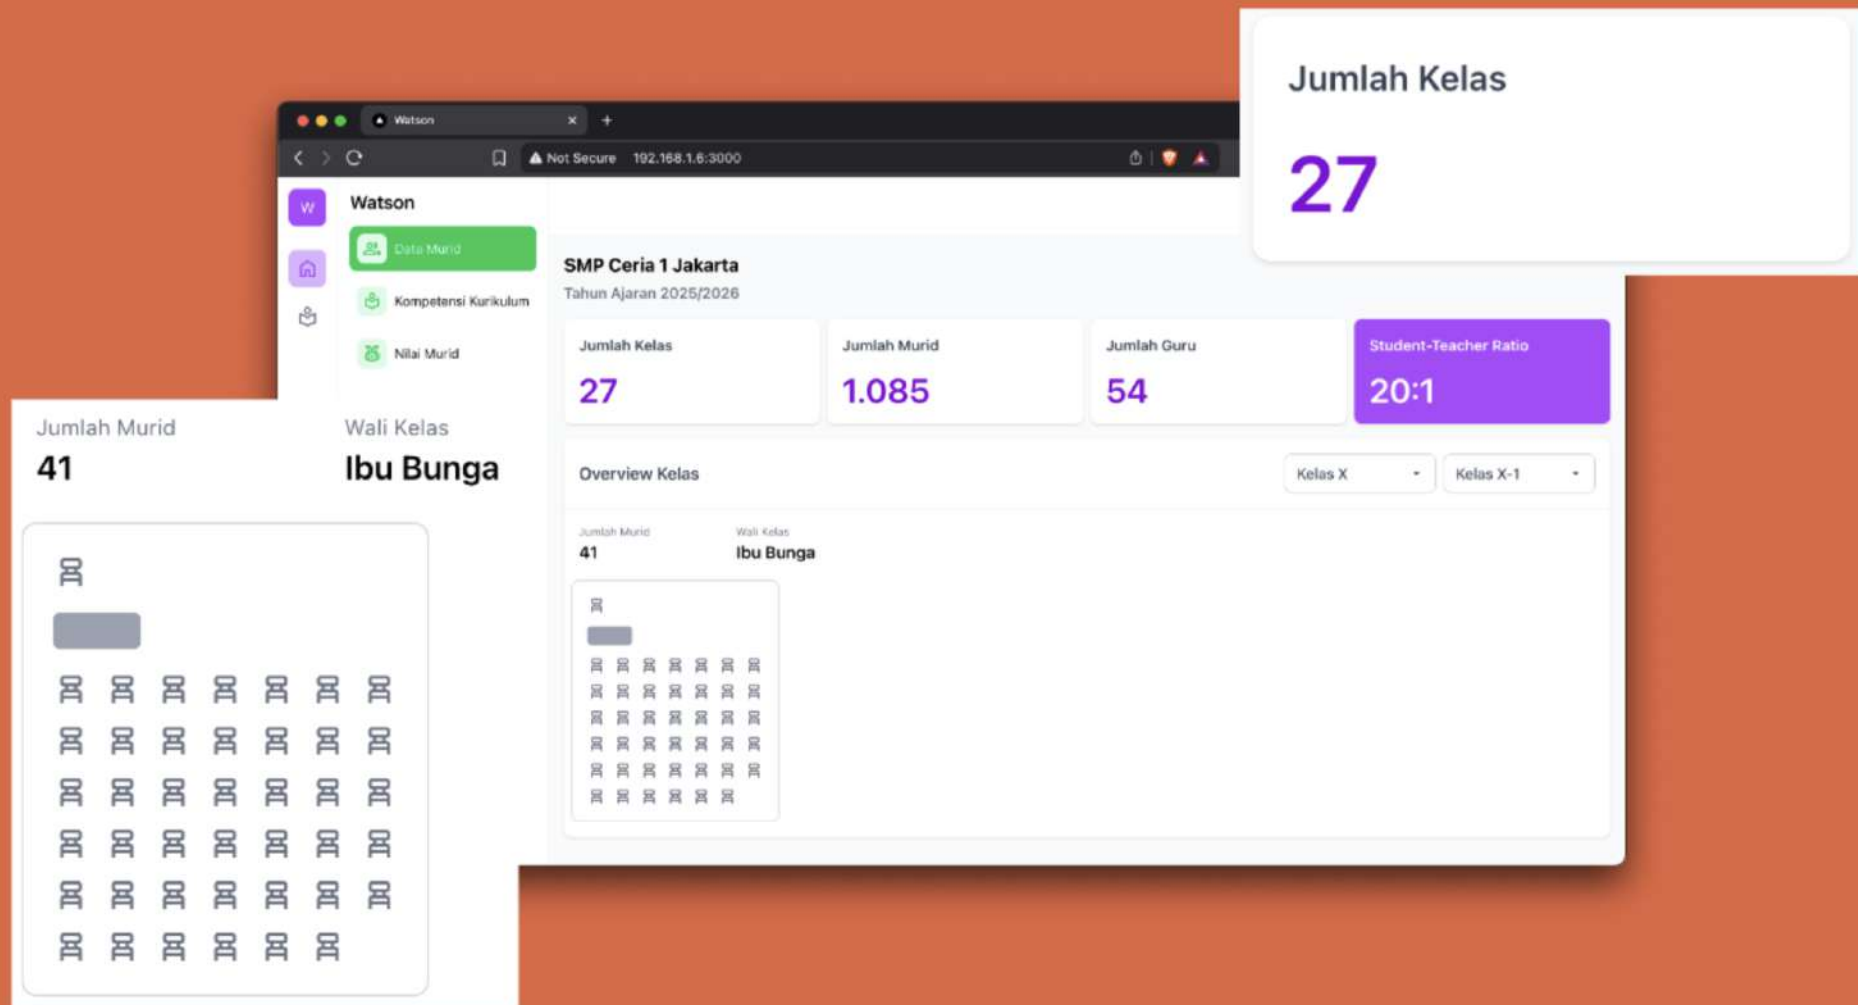 Jumlah Kelas
27
Watson
Not Secure 192.168.1.6:3000
W
Watson
Data Murid
Kompetensi Kurikulum
Nilai Murid
SMP Ceria 1 Jakarta
Tahun Ajaran 2025/2026
Jumlah Kelas
27
Jumlah Murid
1.085
Jumlah Guru
54
Student-Teacher Ratio
20:1
Overview Kelas
Kelas X
Kelas X-1
Jumlah Murid
41
Wali Kelas
Ibu Bunga
Jumlah Murid
41
Wali Kelas
Ibu Bunga